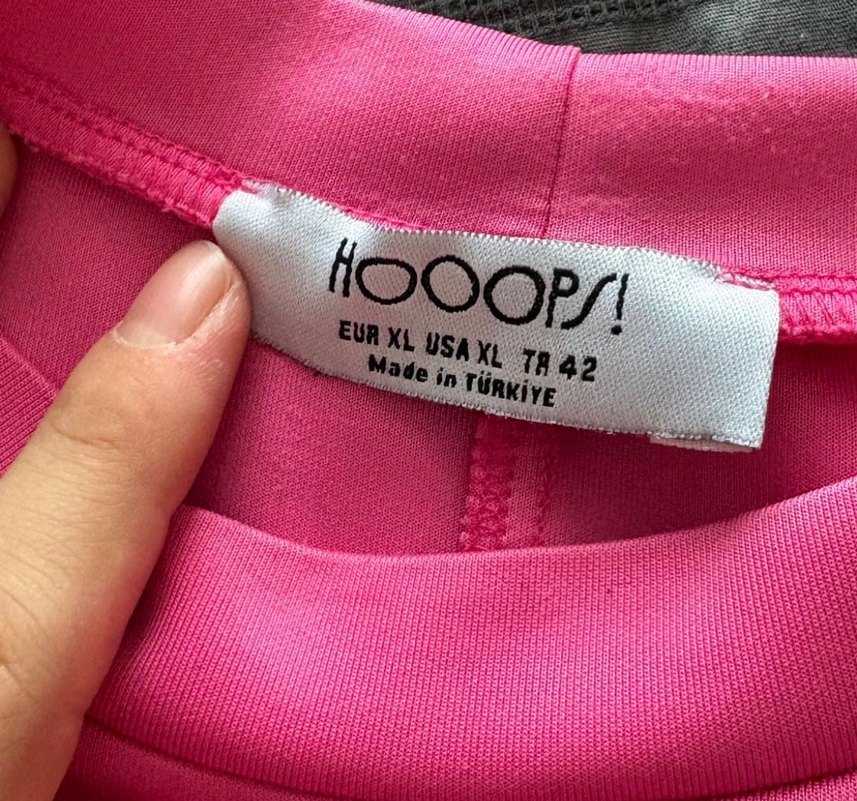 HOOOPS!
EUR XL USA XL TR 42
Made in TÜRKİYE